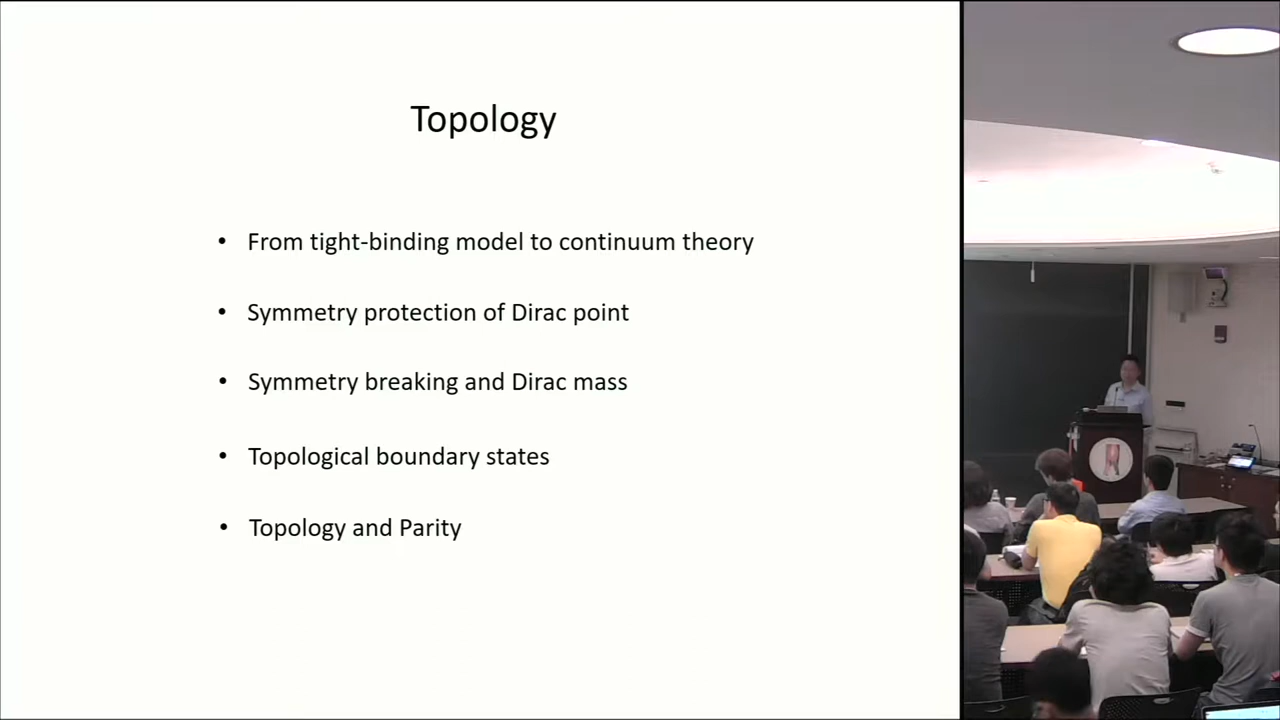 Topology
• From tight-binding model to continuum theory
• Symmetry protection of Dirac point
• Symmetry breaking and Dirac mass
• Topological boundary states
• Topology and Parity